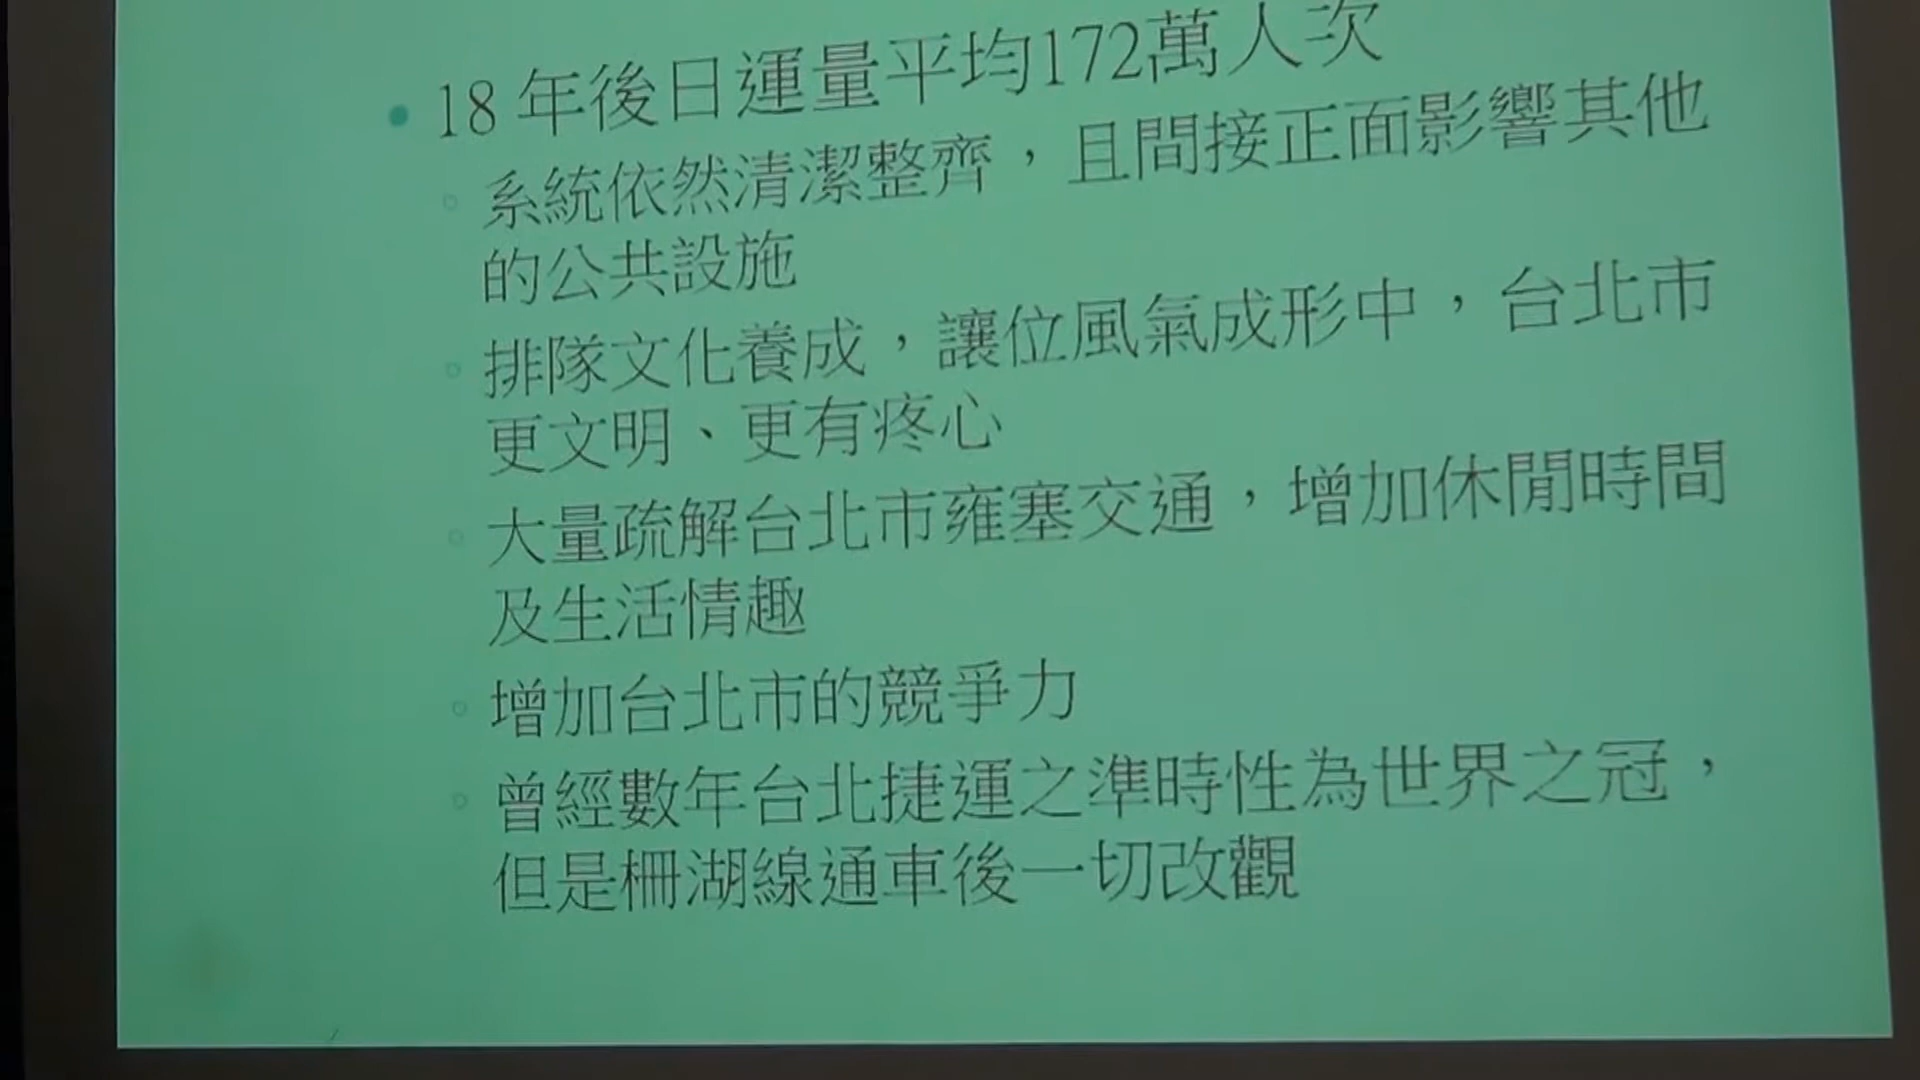 18 年後日運量平均172萬人次
系統依然清潔整齊，且間接正面影響其他
的公共設施
排隊文化養成，讓位風氣成形中，台北市
更文明、更有疼心
大量疏解台北市雍塞交通，增加休閒時間
及生活情趣
增加台北市的競爭力
曾經數年台北捷運之準時性為世界之冠，
但是柵湖線通車後一切改觀